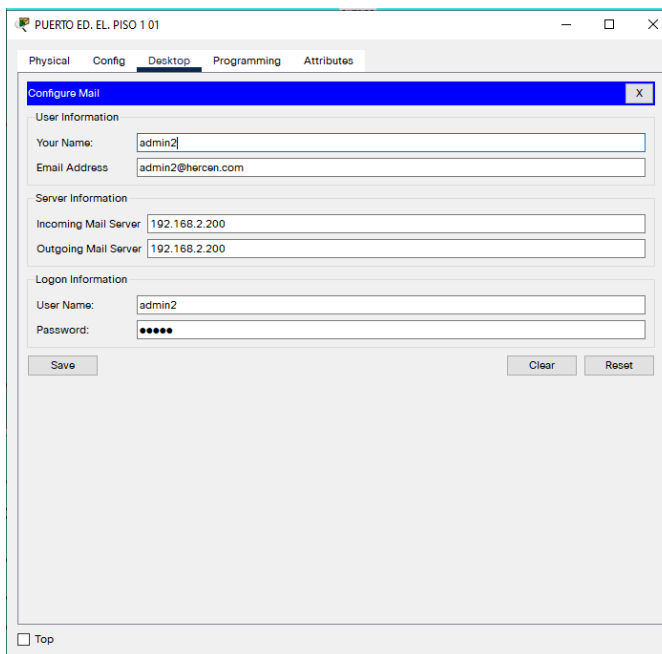 PUERTO ED. EL. PISO 1 01
Physical Config Desktop Programming Attributes
Configure Mail X
User Information
Your Name: admin2
Email Address admin2@hercen.com
Server Information
Incoming Mail Server 192.168.2.200
Outgoing Mail Server 192.168.2.200
Logon Information
User Name: admin2
Password: ●●●●●
Save Clear Reset
Top